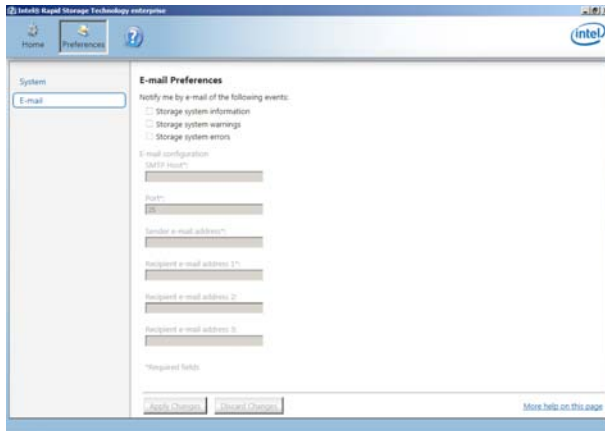 Intel® Rapid Storage Technology enterprise
Home
Preferences
?
intel
System
E-mail
E-mail Preferences
Notify me by e-mail of the following events:
Storage system information
Storage system warnings
Storage system errors
E-mail configuration
SMTP Host*:
Port*:
25
Sender e-mail address*:
Recipient e-mail address 1*:
Recipient e-mail address 2:
Recipient e-mail address 3:
*Required fields
Apply Changes
Discard Changes
More help on this page